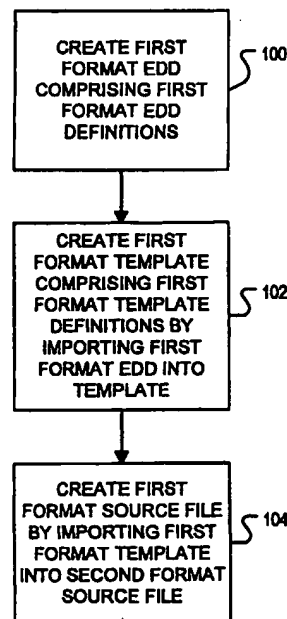 CREATE FIRST
FORMAT EDD
COMPRISING FIRST
FORMAT EDD
DEFINITIONS
100
CREATE FIRST
FORMAT TEMPLATE
COMPRISING FIRST
FORMAT TEMPLATE
DEFINITIONS BY
IMPORTING FIRST
FORMAT EDD INTO
TEMPLATE
102
CREATE FIRST
FORMAT SOURCE FILE
BY IMPORTING FIRST
FORMAT TEMPLATE
INTO SECOND FORMAT
SOURCE FILE
104